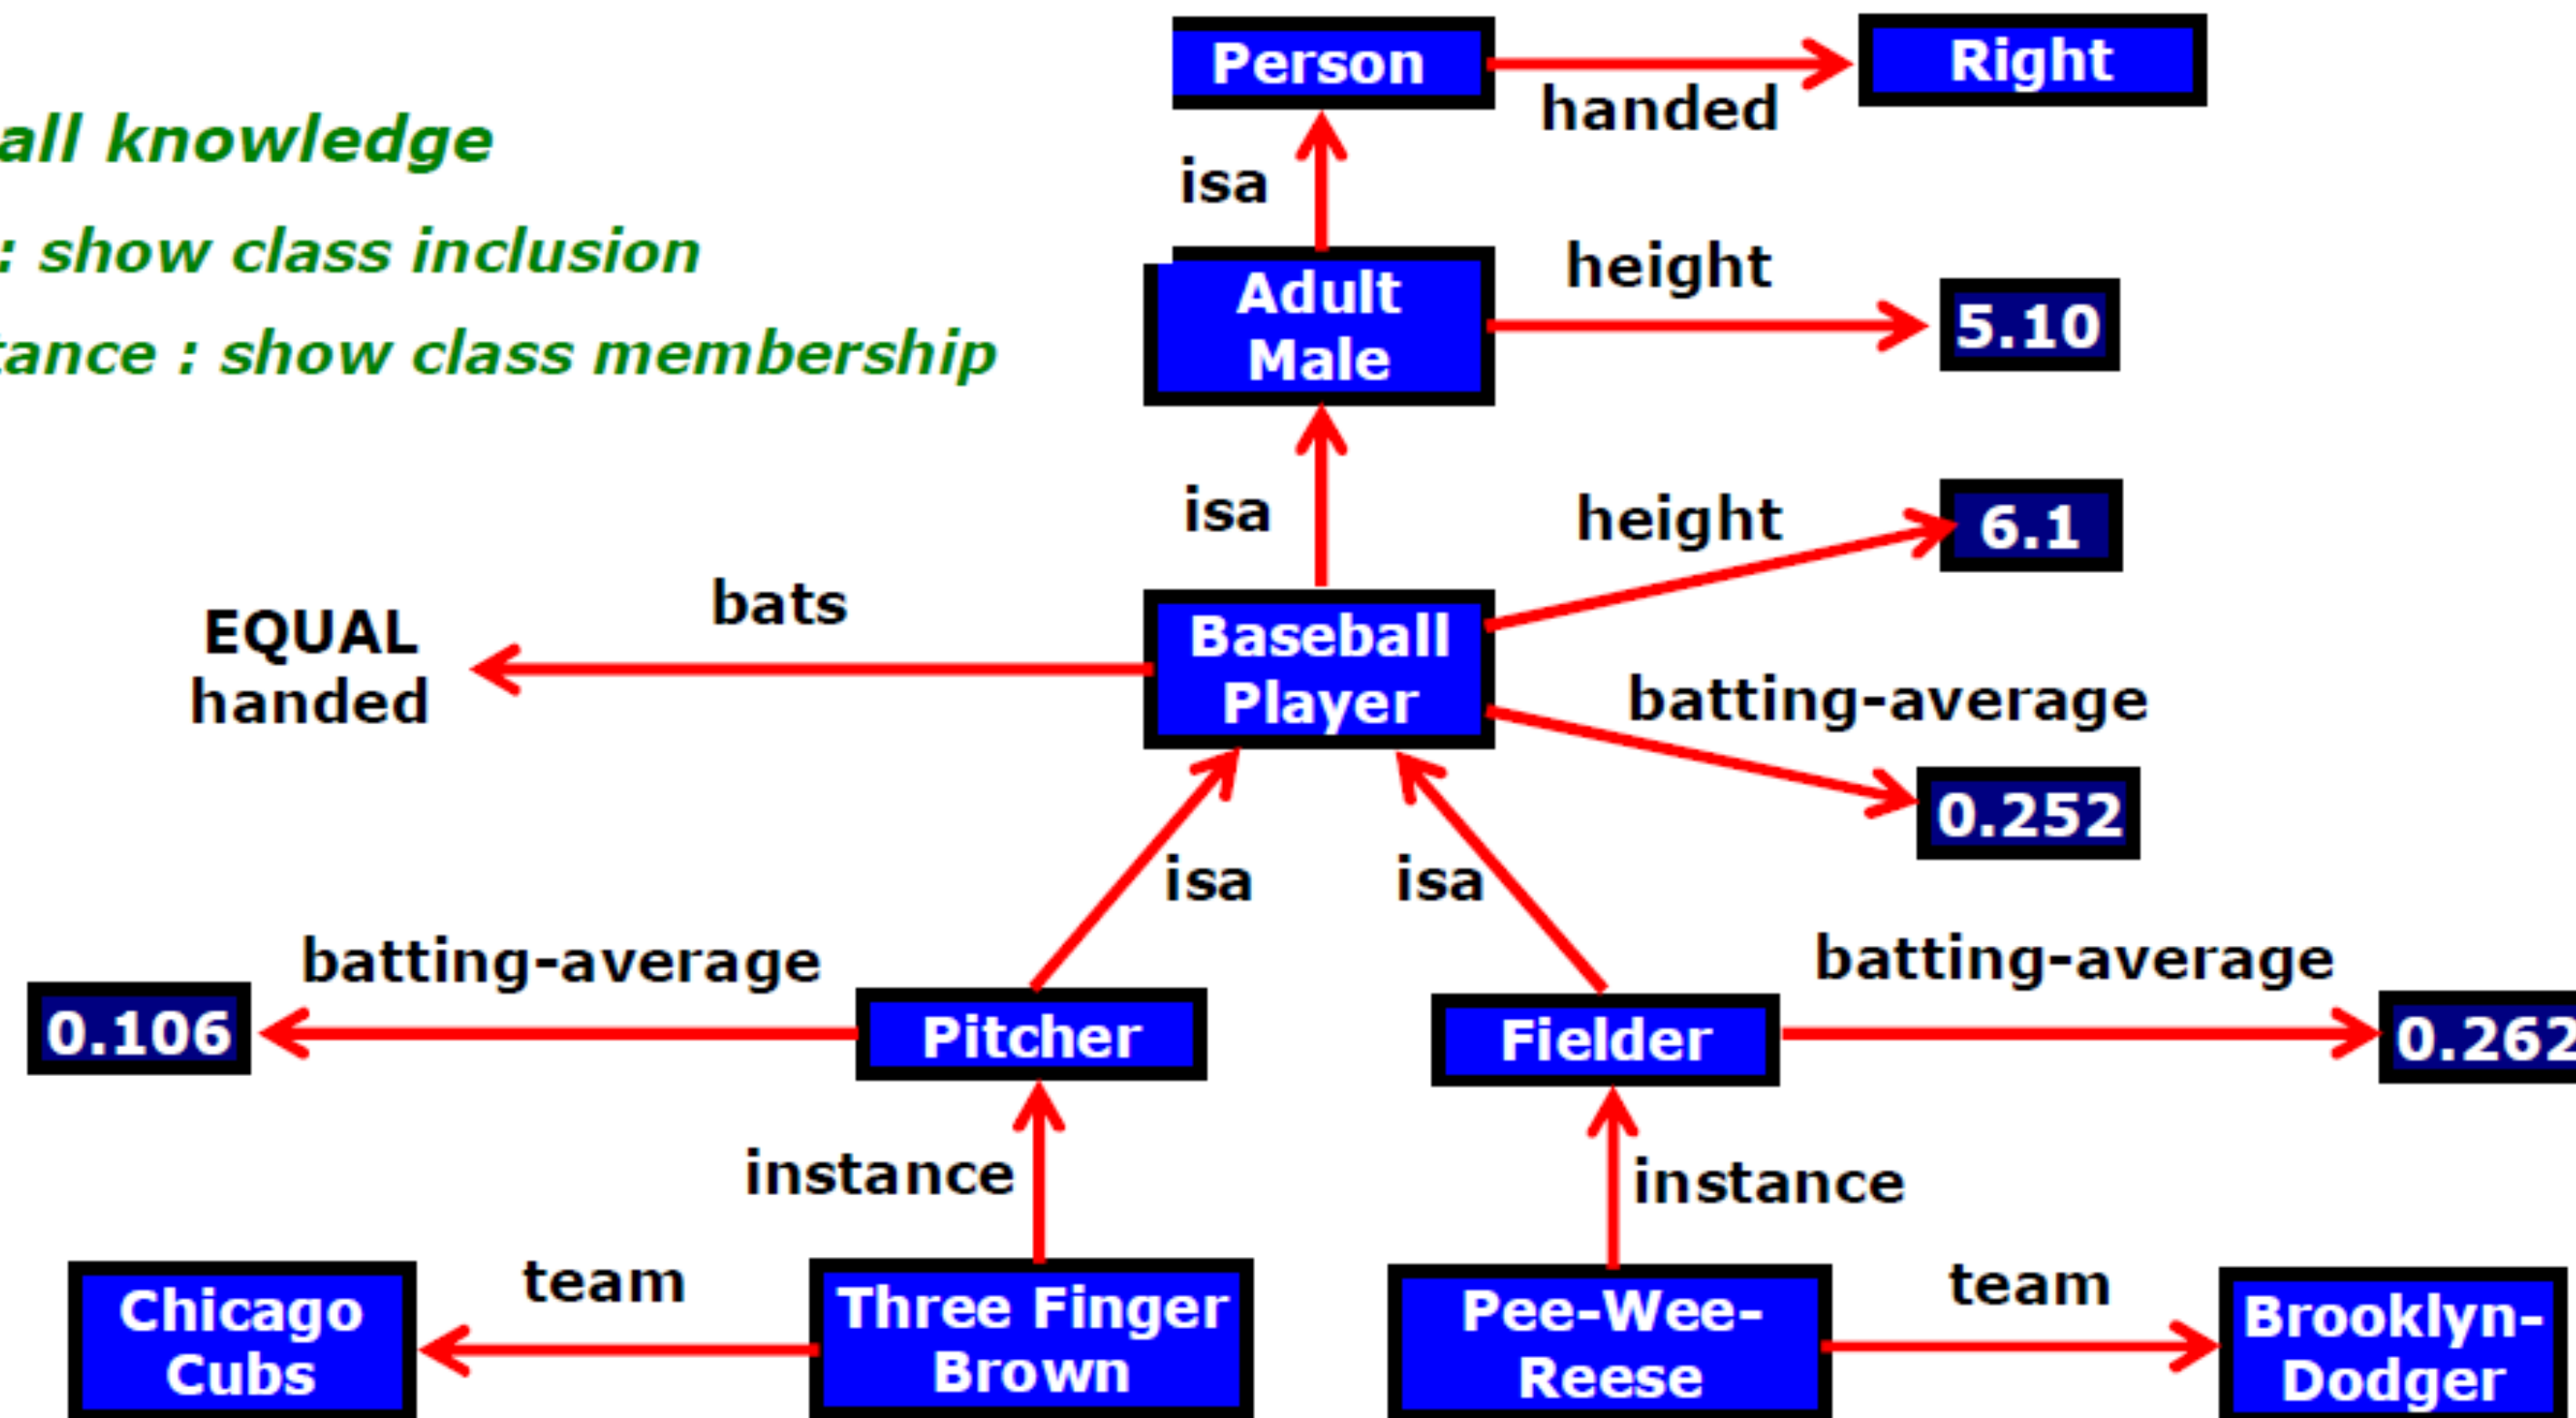 Person
Right
handed
all knowledge
isa
: show class inclusion
height
Adult
Male
5.10
tance : show class membership
isa
height
6.1
bats
EQUAL
handed
Baseball
Player
batting-average
0.252
isa
isa
batting-average
batting-average
0.106
Pitcher
Fielder
0.262
instance
instance
team
team
Chicago
Cubs
Three Finger
Brown
Pee-Wee-
Reese
Brooklyn-
Dodger